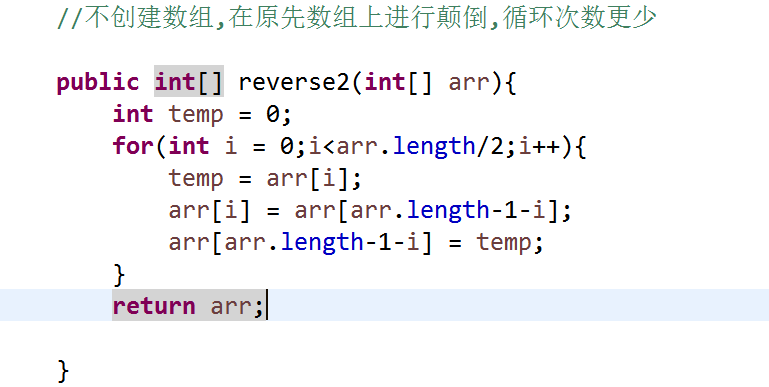 //不创建数组,在原先数组上进行颠倒,循环次数更少
public int[] reverse2(int[] arr){
int temp = 0;
for(int i = 0;i<arr.length/2;i++){
temp = arr[i];
arr[i] = arr[arr.length-1-i];
arr[arr.length-1-i] = temp;
}
return arr;
}